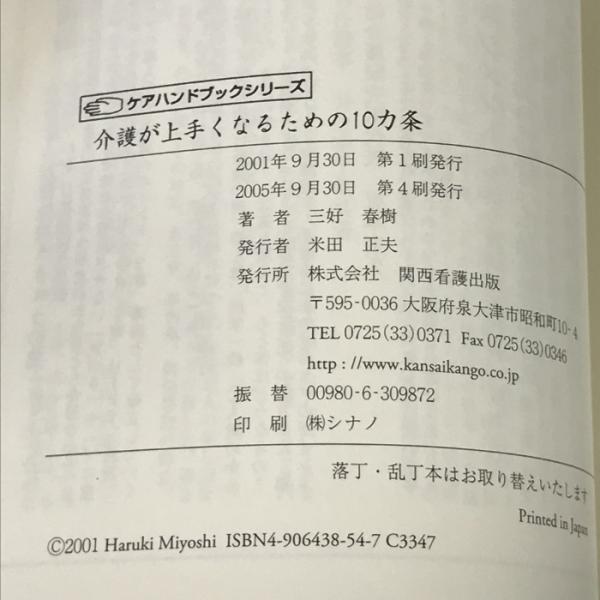 ケアハンドブックシリーズ
介護が上手くなるための10カ条
2001年9月30日 第1刷発行
2005年9月30日 第4刷発行
著者 三好 春樹
発行者 米田 正夫
発行所 株式会社 関西看護出版
〒595-0036 大阪府泉大津市昭和町10-4
TEL 0725(33)0371 Fax 0725(33)0346
http://www.kansaikango.co.jp
振替 00980-6-309872
印刷 ㈱シナノ
落丁・乱丁本はお取り替えいたします
Printed in Japan
©2001 Haruki Miyoshi ISBN4-906438-54-7 C3347